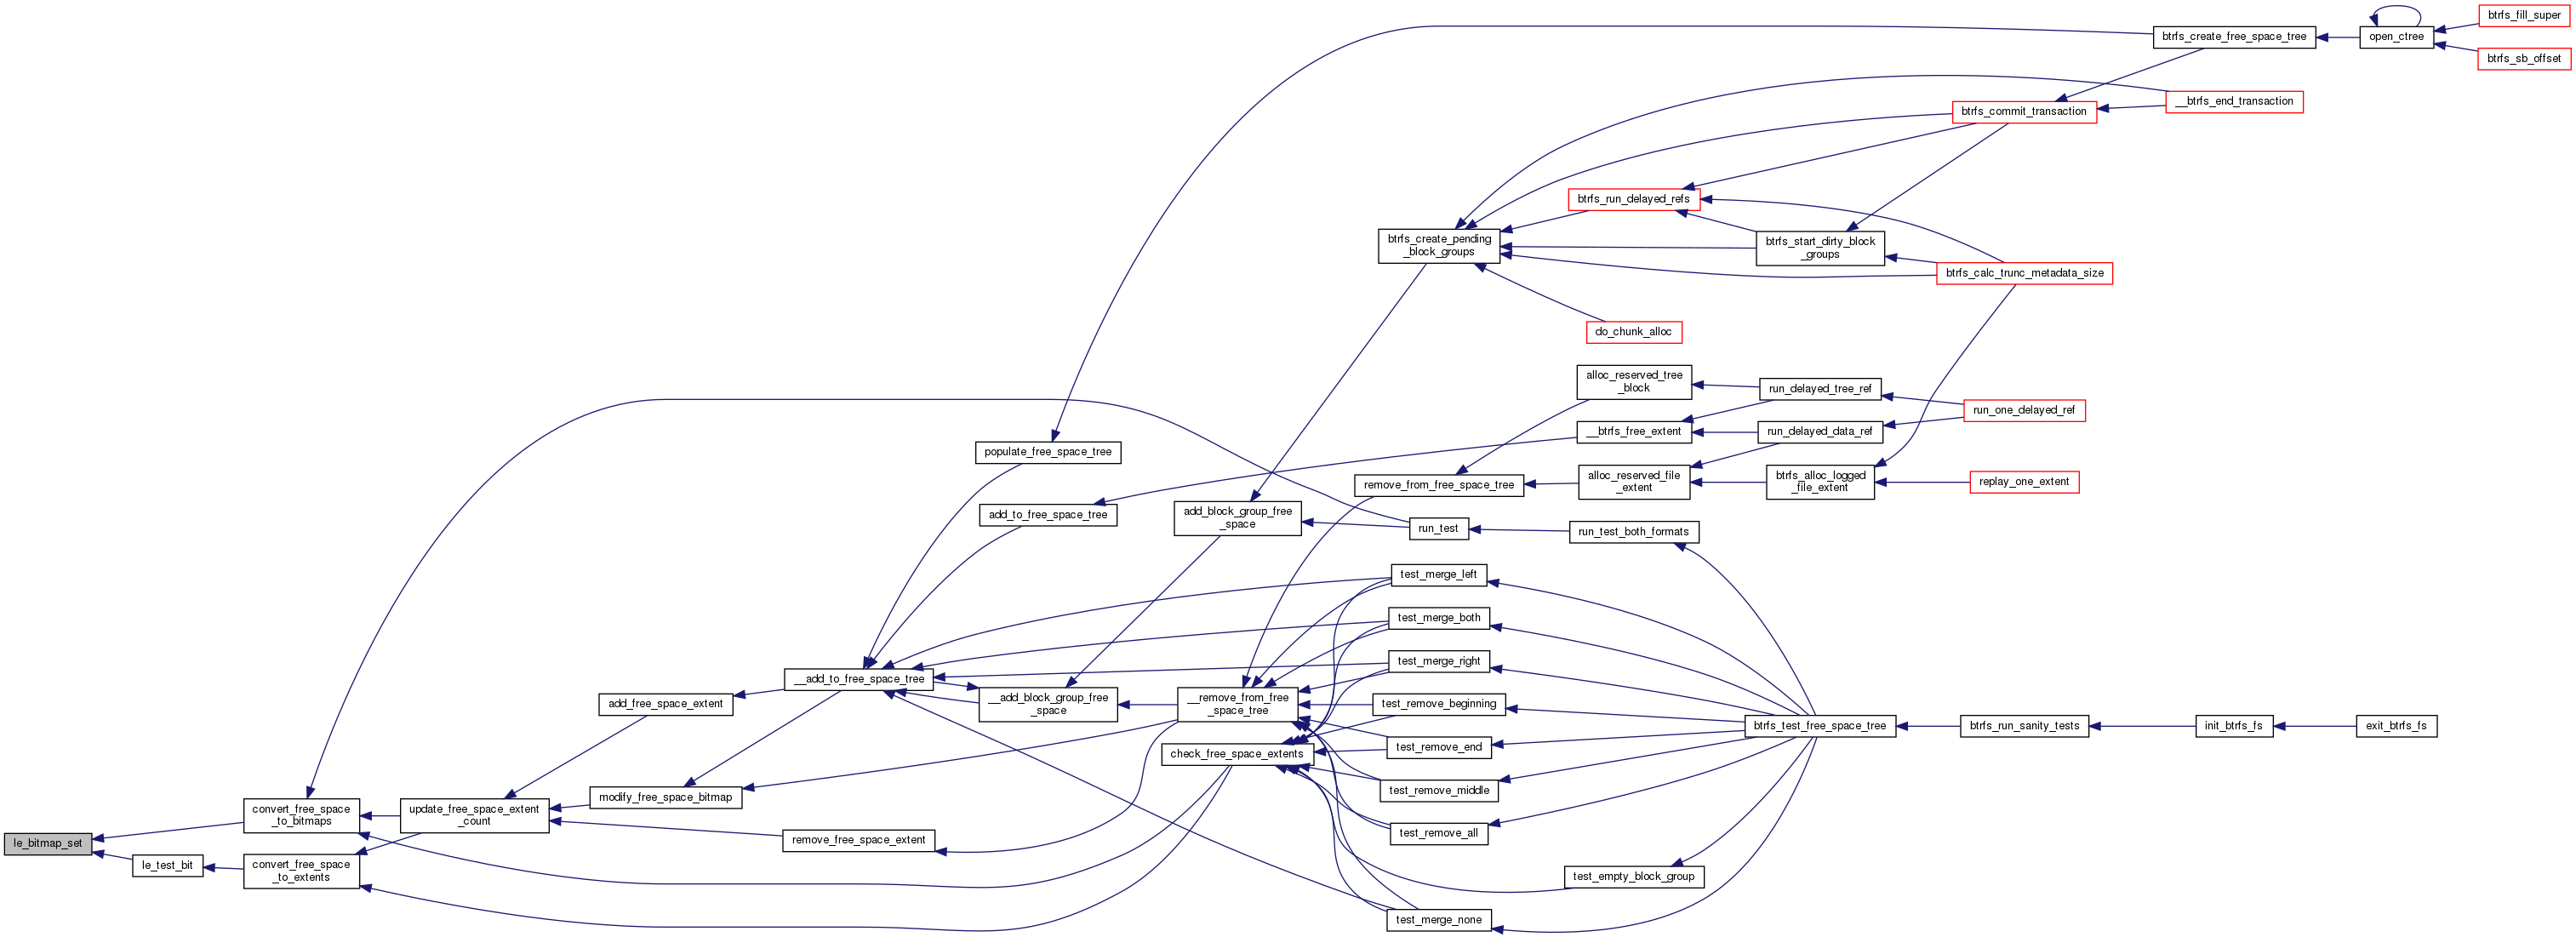 le_bitmap_set
convert_free_space
_to_bitmaps
le_test_bit
convert_free_space
_to_extents
update_free_space_extent
_count
add_free_space_extent
modify_free_space_bitmap
remove_free_space_extent
__add_to_free_space_tree
populate_free_space_tree
add_to_free_space_tree
__add_block_group_free
_space
add_block_group_free
_space
__remove_from_free
_space_tree
check_free_space_extents
btrfs_create_pending
_block_groups
remove_from_free_space_tree
run_test
test_merge_left
test_merge_both
test_merge_right
test_remove_beginning
test_remove_end
test_remove_middle
test_remove_all
test_merge_none
btrfs_run_delayed_refs
do_chunk_alloc
alloc_reserved_tree
_block
__btrfs_free_extent
alloc_reserved_file
_extent
run_test_both_formats
test_empty_block_group
btrfs_start_dirty_block
_groups
run_delayed_tree_ref
run_delayed_data_ref
btrfs_alloc_logged
_file_extent
btrfs_test_free_space_tree
btrfs_commit_transaction
btrfs_calc_trunc_metadata_size
run_one_delayed_ref
replay_one_extent
btrfs_run_sanity_tests
btrfs_create_free_space_tree
__btrfs_end_transaction
init_btrfs_fs
open_ctree
exit_btrfs_fs
btrfs_fill_super
btrfs_sb_offset